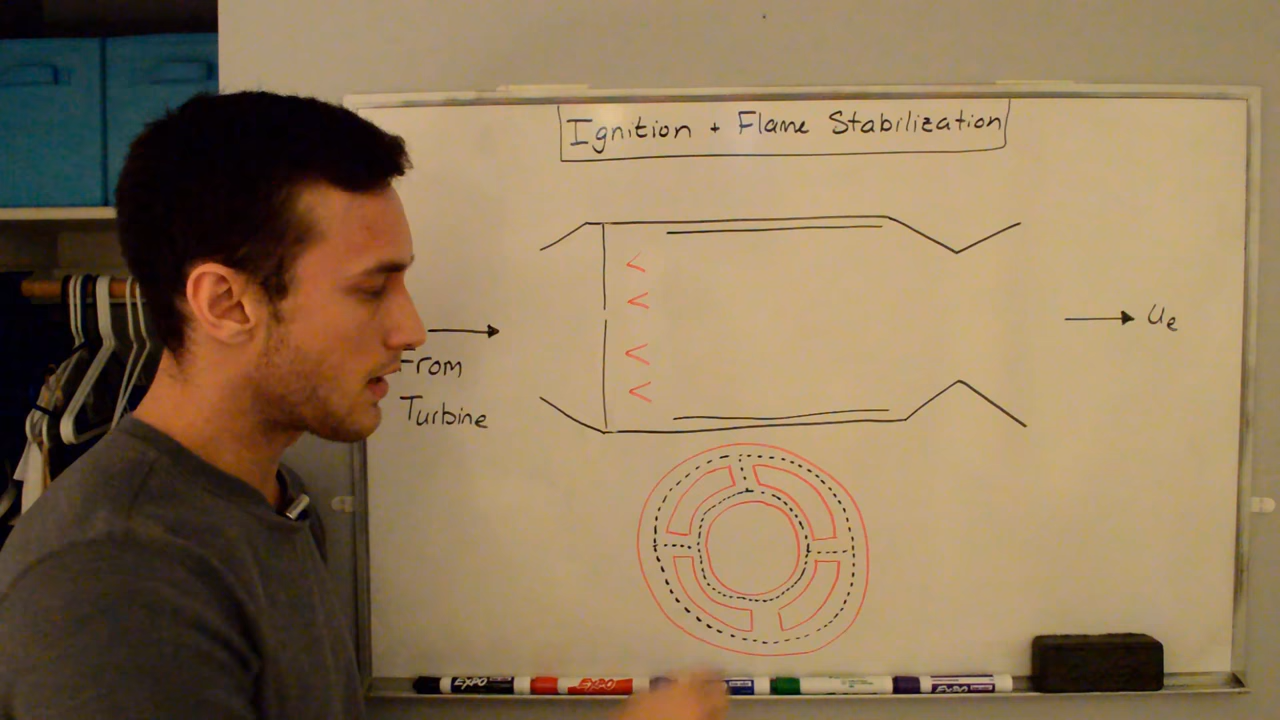 Ignition + Flame Stabilization
From
Turbine
ue
EXPO
EXPO
EXPO